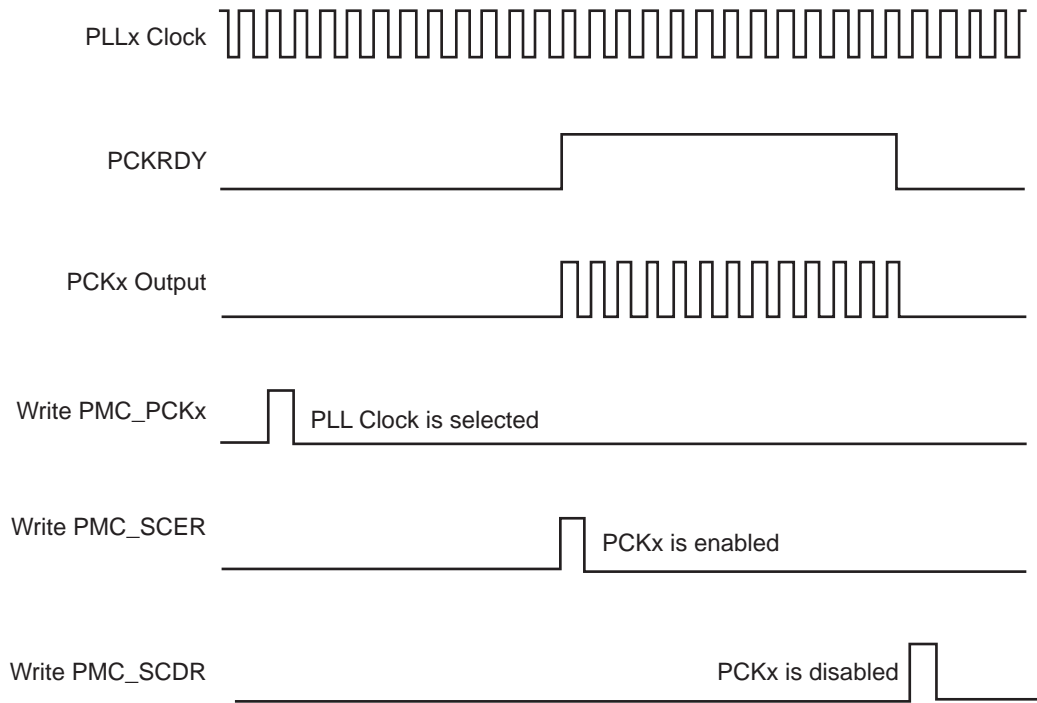 PLLx Clock
PCKRDY
PCKx Output
Write PMC_PCKx
PLL Clock is selected
Write PMC_SCER
PCKx is enabled
Write PMC_SCDR
PCKx is disabled